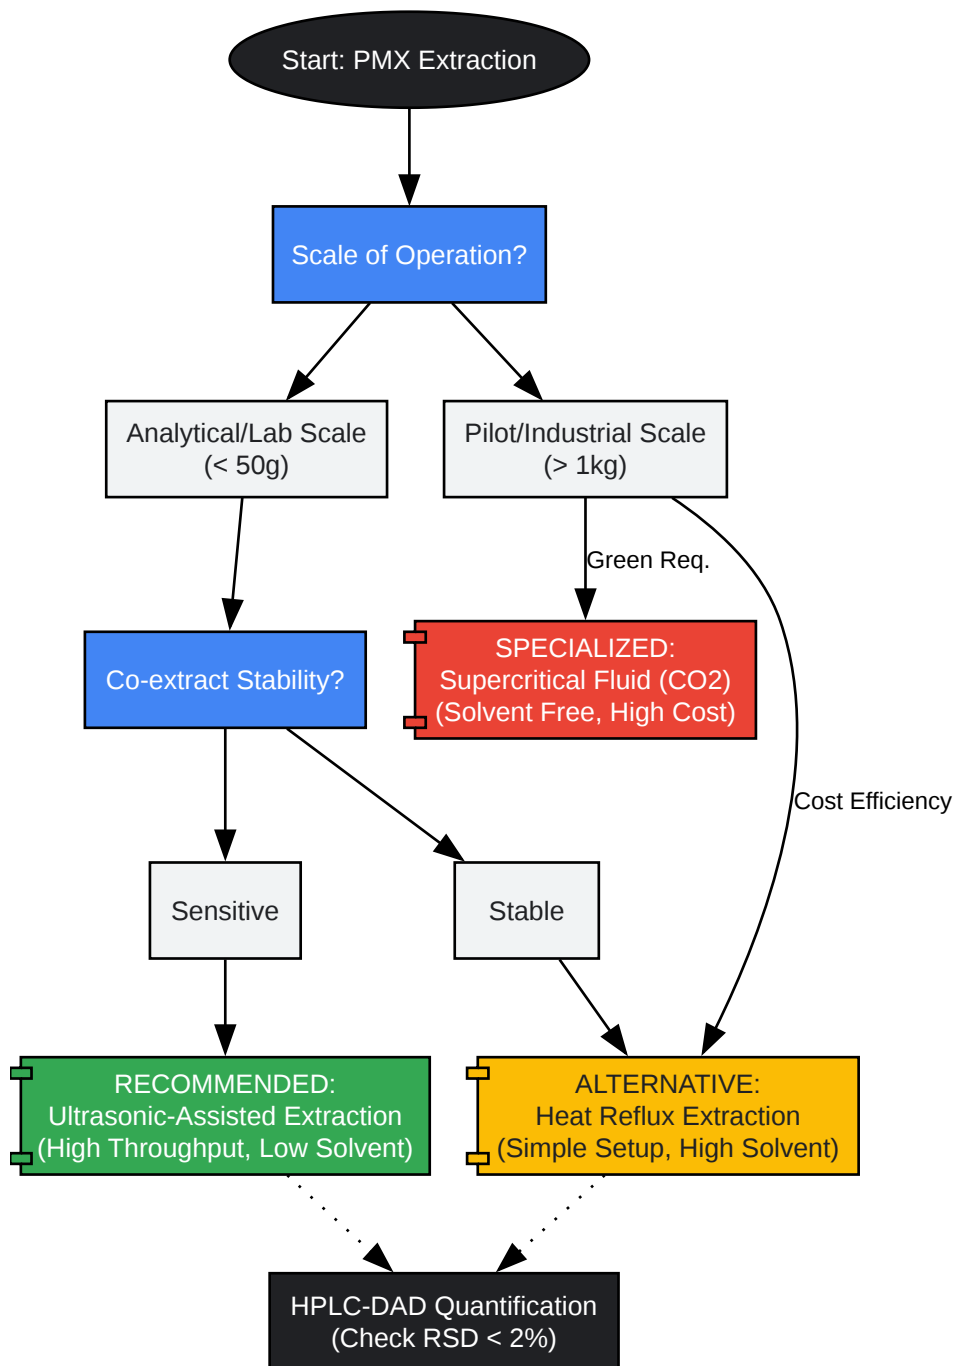 Start: PMX Extraction
Scale of Operation?
Analytical/Lab Scale
(< 50g)
Pilot/Industrial Scale
(> 1kg)
Green Req.
Co-extract Stability?
SPECIALIZED:
Supercritical Fluid (CO2)
(Solvent Free, High Cost)
Cost Efficiency
Sensitive
Stable
RECOMMENDED:
Ultrasonic-Assisted Extraction
(High Throughput, Low Solvent)
ALTERNATIVE:
Heat Reflux Extraction
(Simple Setup, High Solvent)
HPLC-DAD Quantification
(Check RSD < 2%)